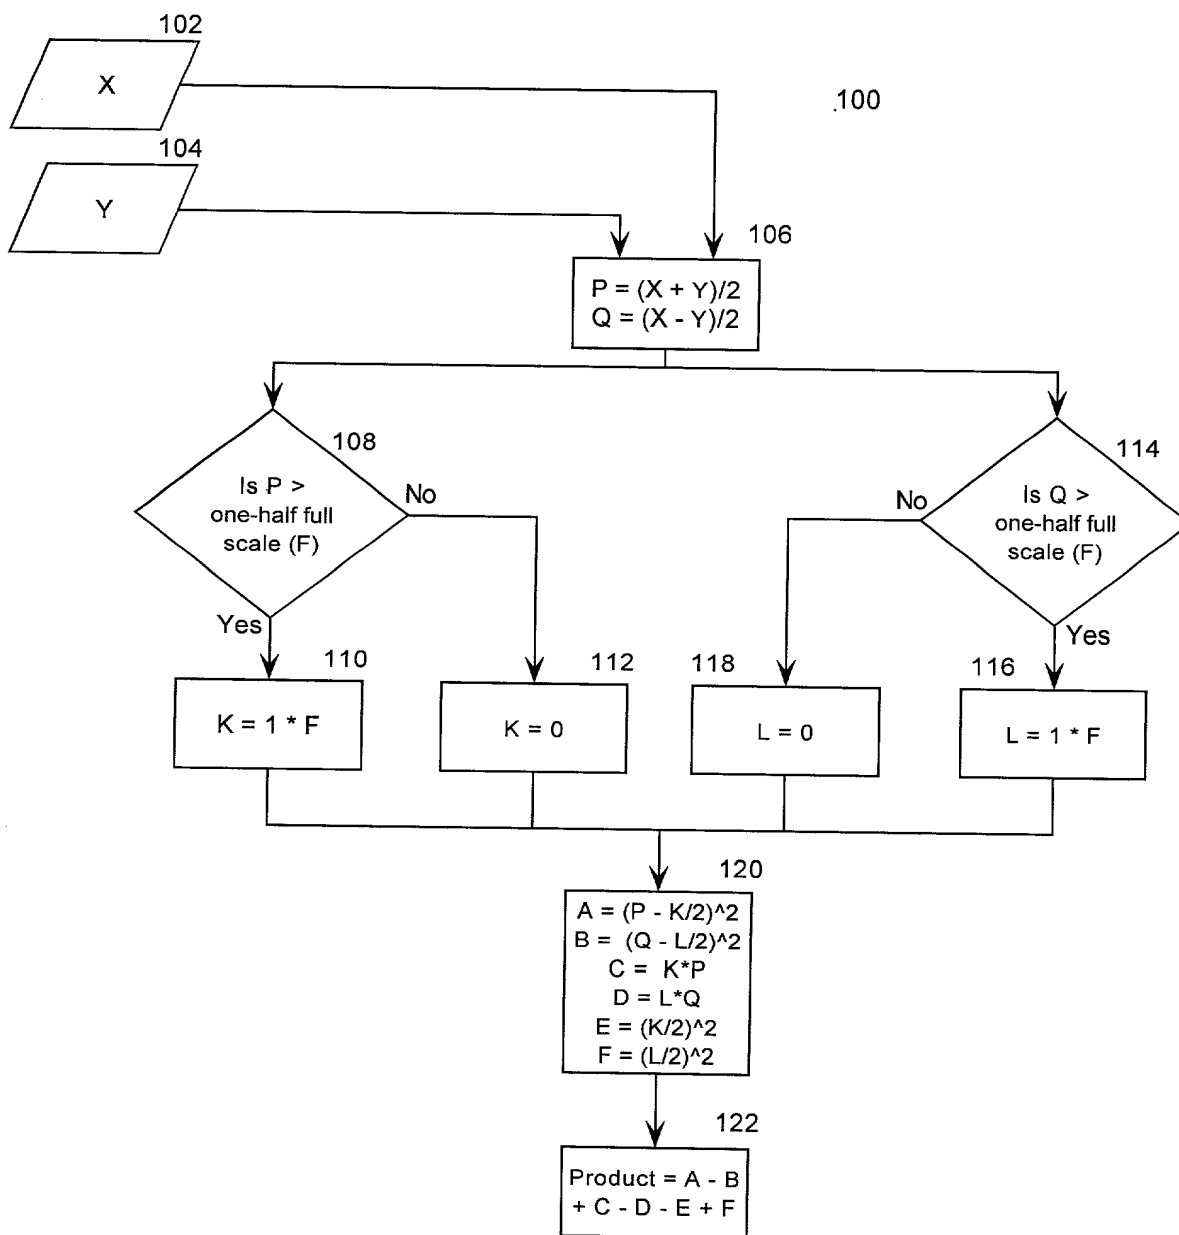 102
X
.100
104
Y
106
P = (X + Y)/2
Q = (X - Y)/2
108
Is P >
one-half full
scale (F)
No
Yes
114
Is Q >
one-half full
scale (F)
No
Yes
110
K = 1 * F
112
K = 0
118
L = 0
116
L = 1 * F
120
A = (P - K/2)^2
B = (Q - L/2)^2
C = K*P
D = L*Q
E = (K/2)^2
F = (L/2)^2
122
Product = A - B
+ C - D - E + F